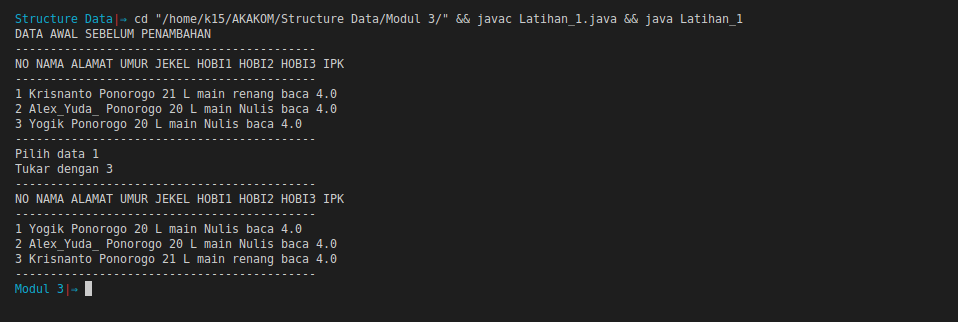 Structure Data|⇒ cd "/home/k15/AKAKOM/Structure Data/Modul 3/" && javac Latihan_1.java && java Latihan_1
DATA AWAL SEBELUM PENAMBAHAN
-------------------------------------------
NO NAMA ALAMAT UMUR JEKEL HOBI1 HOBI2 HOBI3 IPK
-------------------------------------------
1 Krisnanto Ponorogo 21 L main renang baca 4.0
2 Alex_Yuda_ Ponorogo 20 L main Nulis baca 4.0
3 Yogik Ponorogo 20 L main Nulis baca 4.0
-------------------------------------------
Pilih data 1
Tukar dengan 3
-------------------------------------------
NO NAMA ALAMAT UMUR JEKEL HOBI1 HOBI2 HOBI3 IPK
-------------------------------------------
1 Yogik Ponorogo 20 L main Nulis baca 4.0
2 Alex_Yuda_ Ponorogo 20 L main Nulis baca 4.0
3 Krisnanto Ponorogo 21 L main renang baca 4.0
-------------------------------------------
Modul 3|⇒